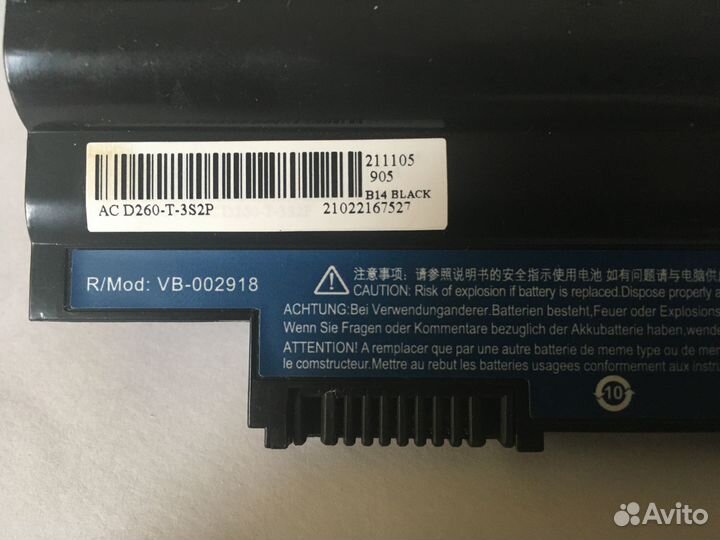 211105
905
B14 BLACK
AC D260-T-3S2P
21022167527
R/Mod: VB-002918
注意事项: ·请参照说明书的安全指示使用电池 如有问题请与电脑供
CAUTION: Risk of explosion if battery is replaced.Dispose properly
ACHTUNG:Bei Verwendunganderer.Batterien besteht,Feuer oder Explosions
Wenn Sie Fragen oder Kommentare bezuglich der Akkubatterie haben,wenden
ATTENTION! A remplacer que par une autre batterie de meme type ou de
le comstructeur.Mettre au rebut les batteries usagees conformement aux
10
Avito